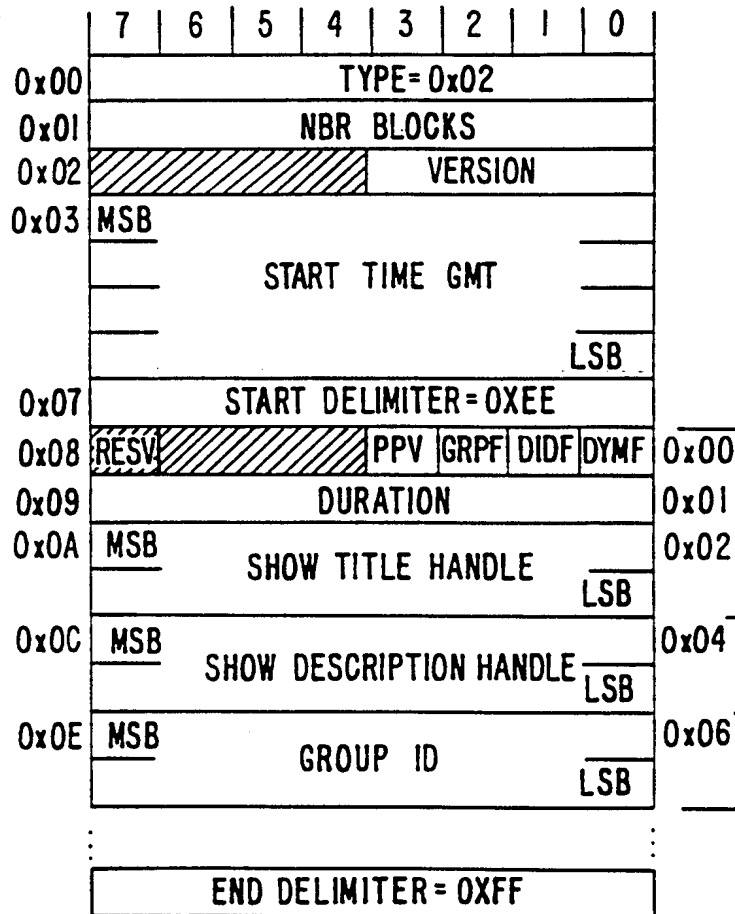 7 6 5 4 3 2 1 0
0x00 TYPE=0x02
0x01 NBR BLOCKS
0x02 VERSION
0x03 MSB
START TIME GMT
LSB
0x07 START DELIMITER=0XEE
0x08 RESV PPV GRPF DIDF DYMF 0x00
0x09 DURATION 0x01
0x0A MSB 0x02
SHOW TITLE HANDLE
LSB
0x0C MSB 0x04
SHOW DESCRIPTION HANDLE
LSB
0x0E MSB 0x06
GROUP ID
LSB
END DELIMITER=0XFF